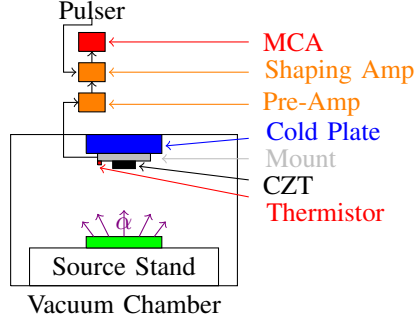 Pulser
MCA
Shaping Amp
Pre-Amp
Cold Plate
Mount
CZT
Thermistor
α
Source Stand
Vacuum Chamber